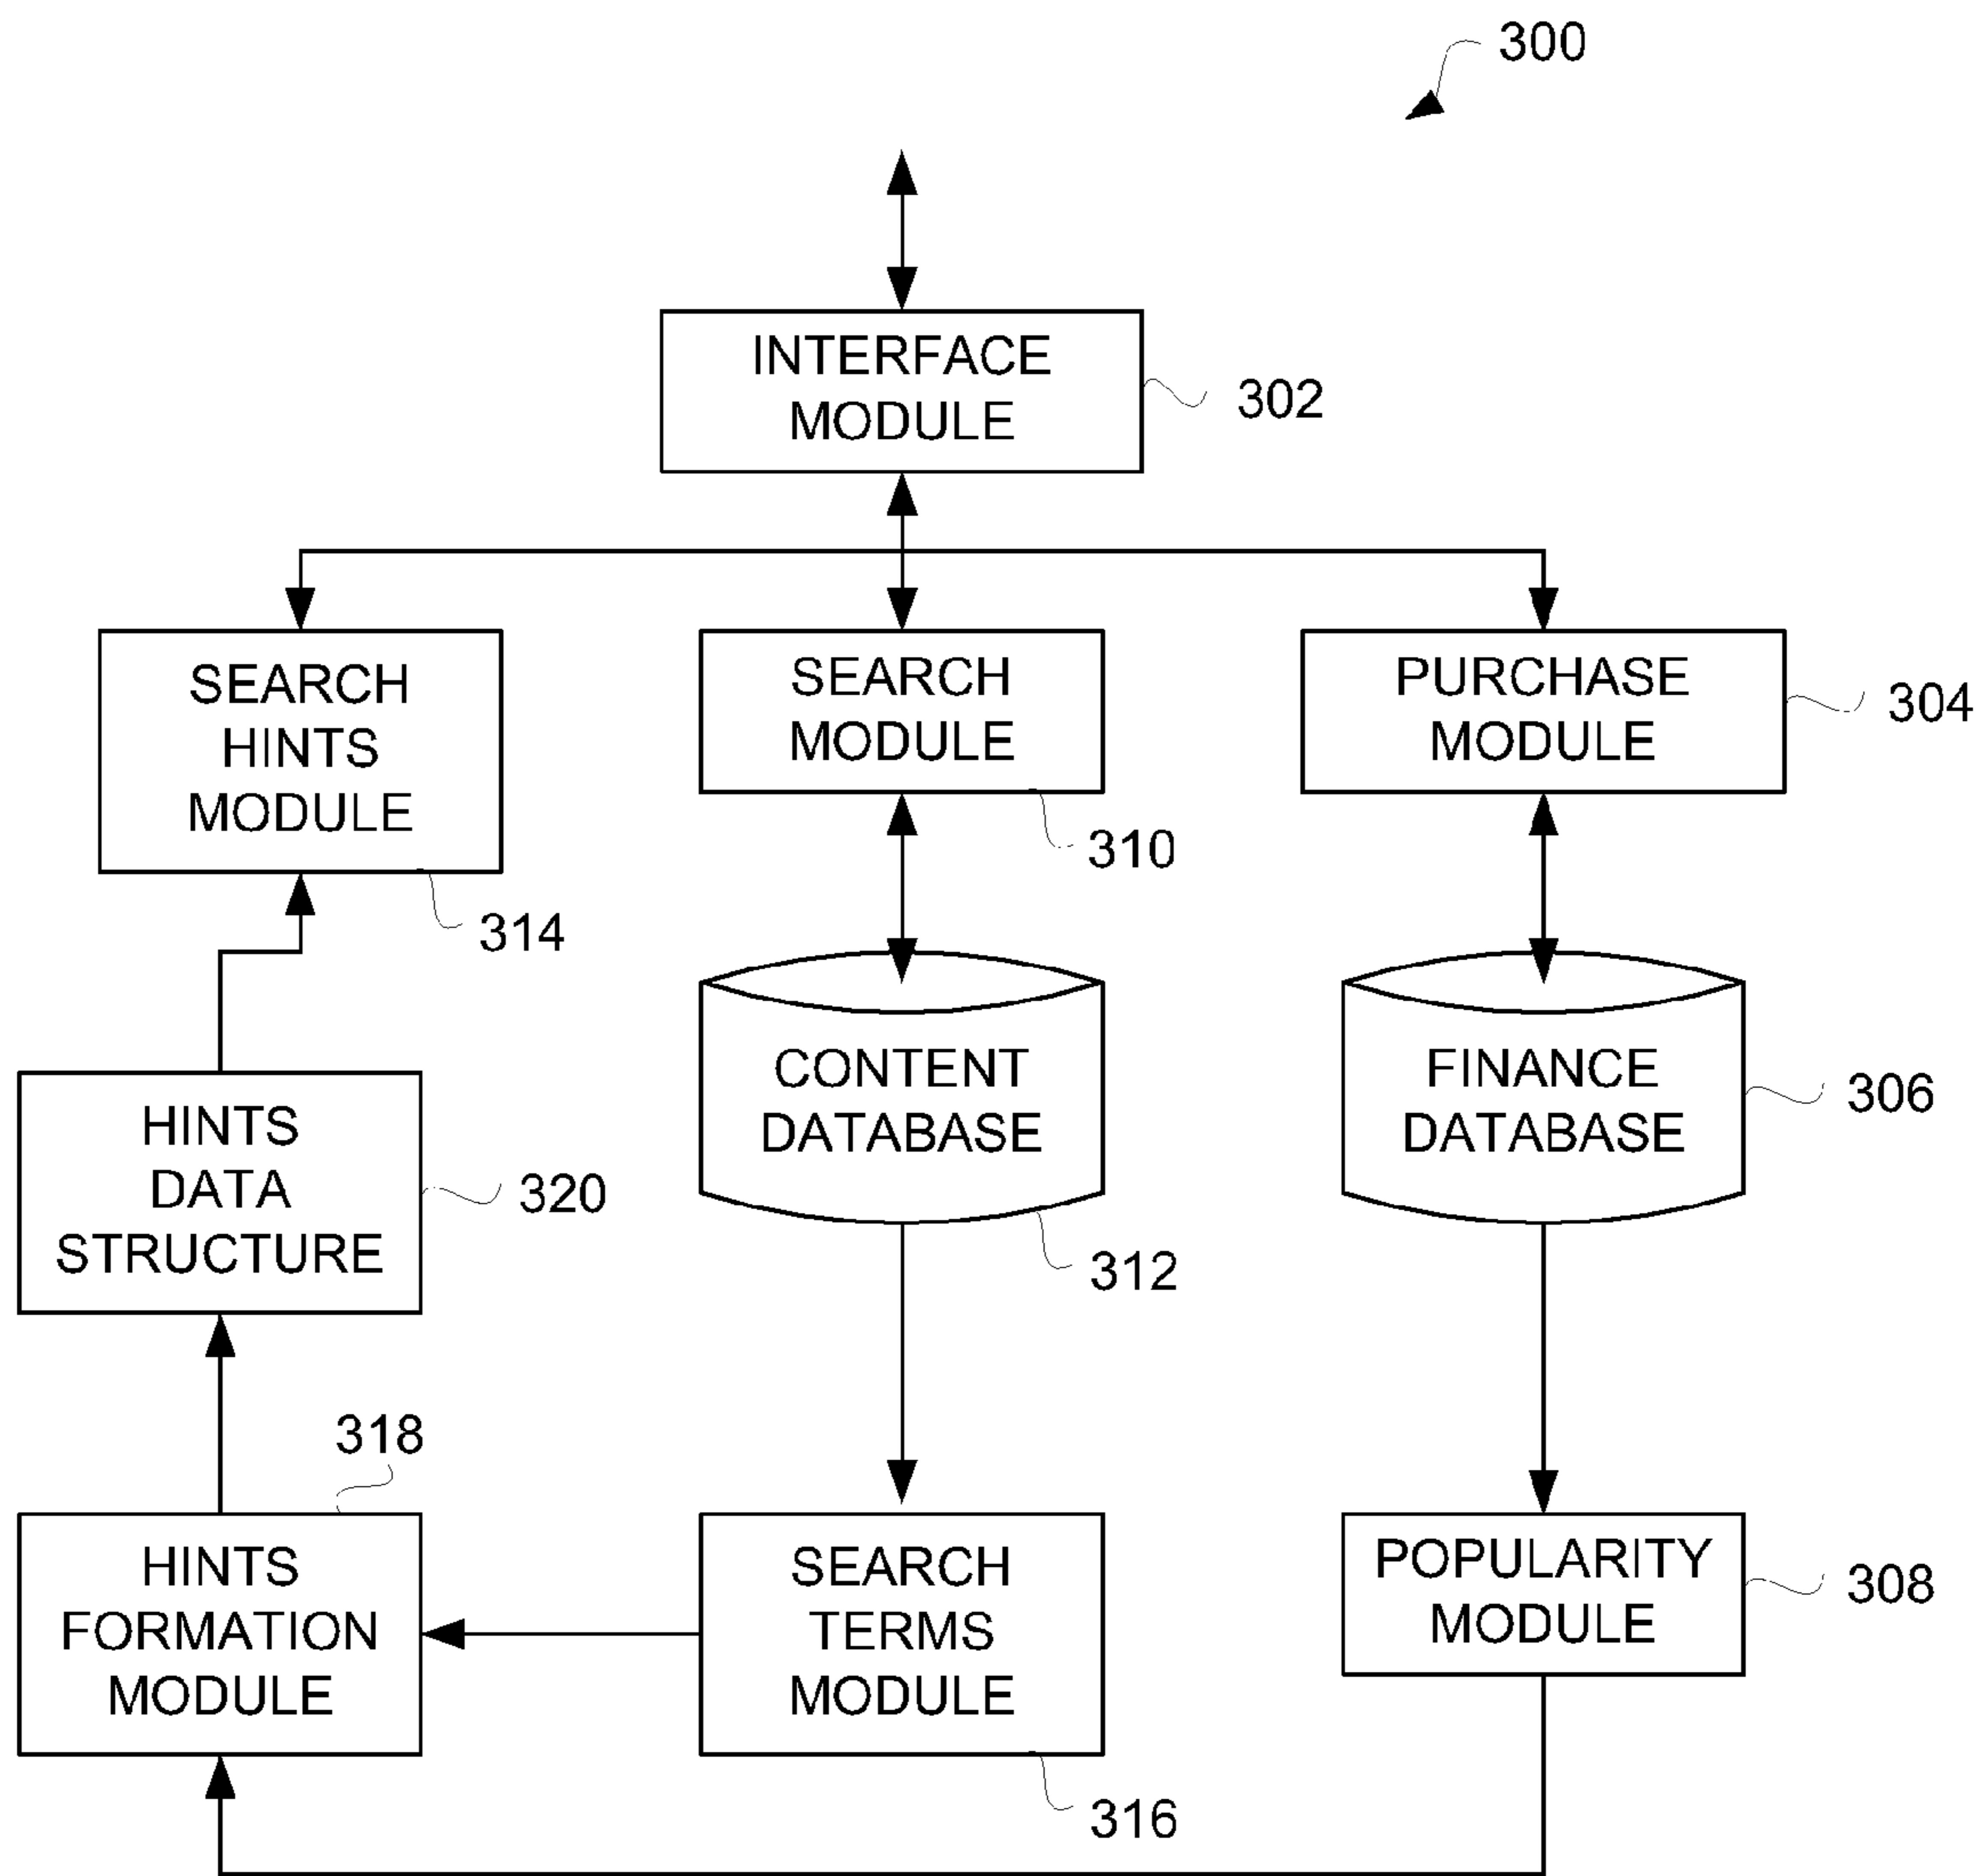 300
INTERFACE
MODULE
302
SEARCH
HINTS
MODULE
314
SEARCH
MODULE
310
PURCHASE
MODULE
304
HINTS
DATA
STRUCTURE
320
CONTENT
DATABASE
312
FINANCE
DATABASE
306
318
HINTS
FORMATION
MODULE
SEARCH
TERMS
MODULE
316
POPULARITY
MODULE
308